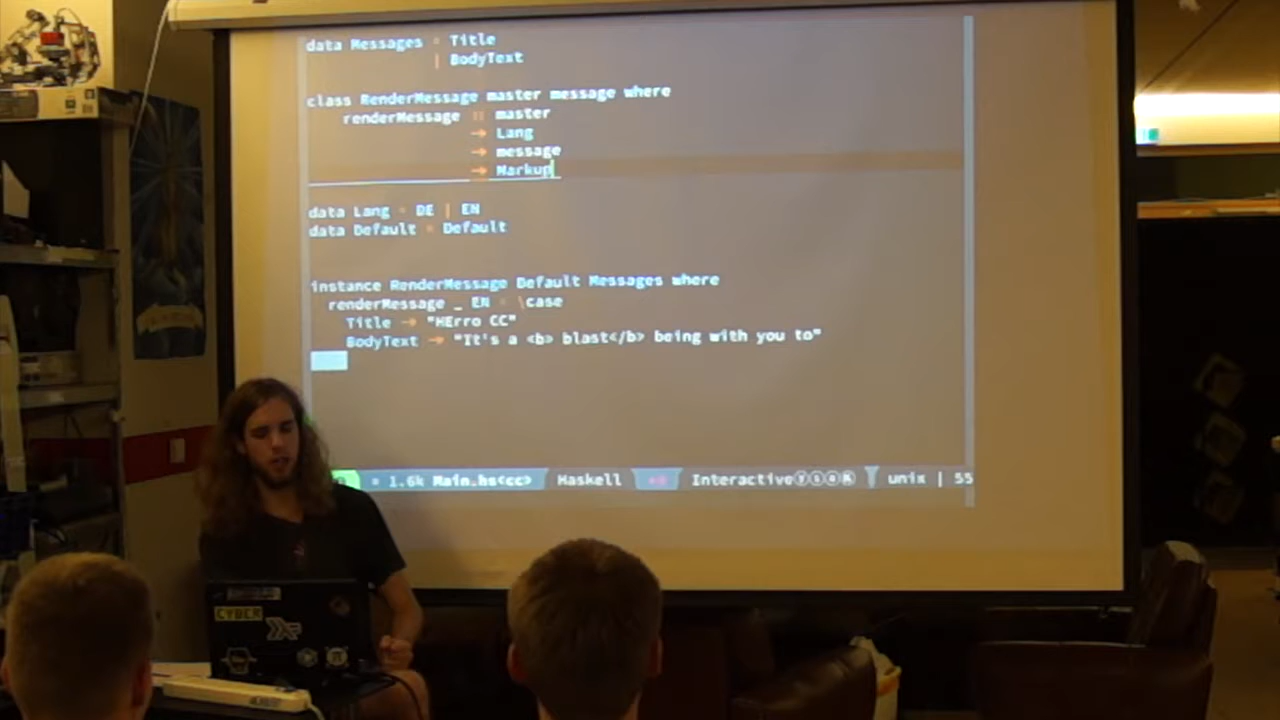 data Messages = Title
| BodyText
class RenderMessage master message where
renderMessage :: master
→ Lang
→ message
→ Markup
data Lang = DE | EN
data Default = Default
instance RenderMessage Default Messages where
renderMessage _ EN = \case
Title → "HErro CC"
BodyText → "It's a <b> blast</b> being with you to"
1.6k Main.hs<cc> Haskell Interactive unix | 55
CYBER